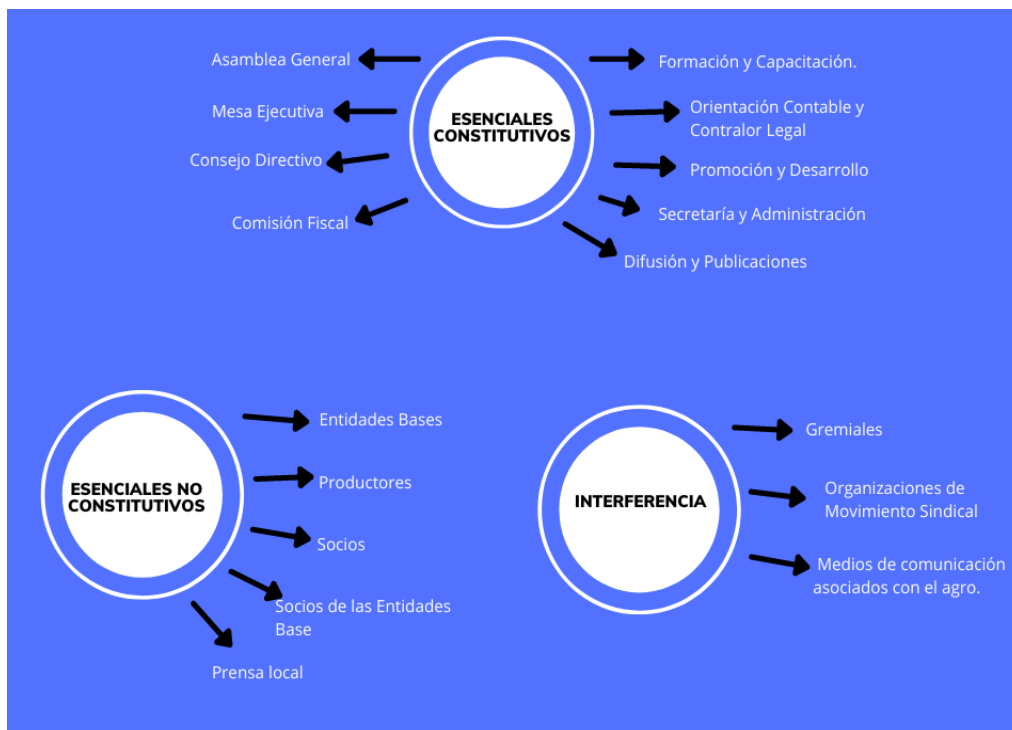 ESENCIALES
CONSTITUTIVOS
Asamblea General
Mesa Ejecutiva
Consejo Directivo
Comisión Fiscal
Formación y Capacitación.
Orientación Contable y
Contralor Legal
Promoción y Desarrollo
Secretaría y Administración
Difusión y Publicaciones
ESENCIALES NO
CONSTITUTIVOS
Entidades Bases
Productores
Socios
Socios de las Entidades
Base
Prensa local
INTERFERENCIA
Gremiales
Organizaciones de
Movimiento Sindical
Medios de comunicación
asociados con el agro.